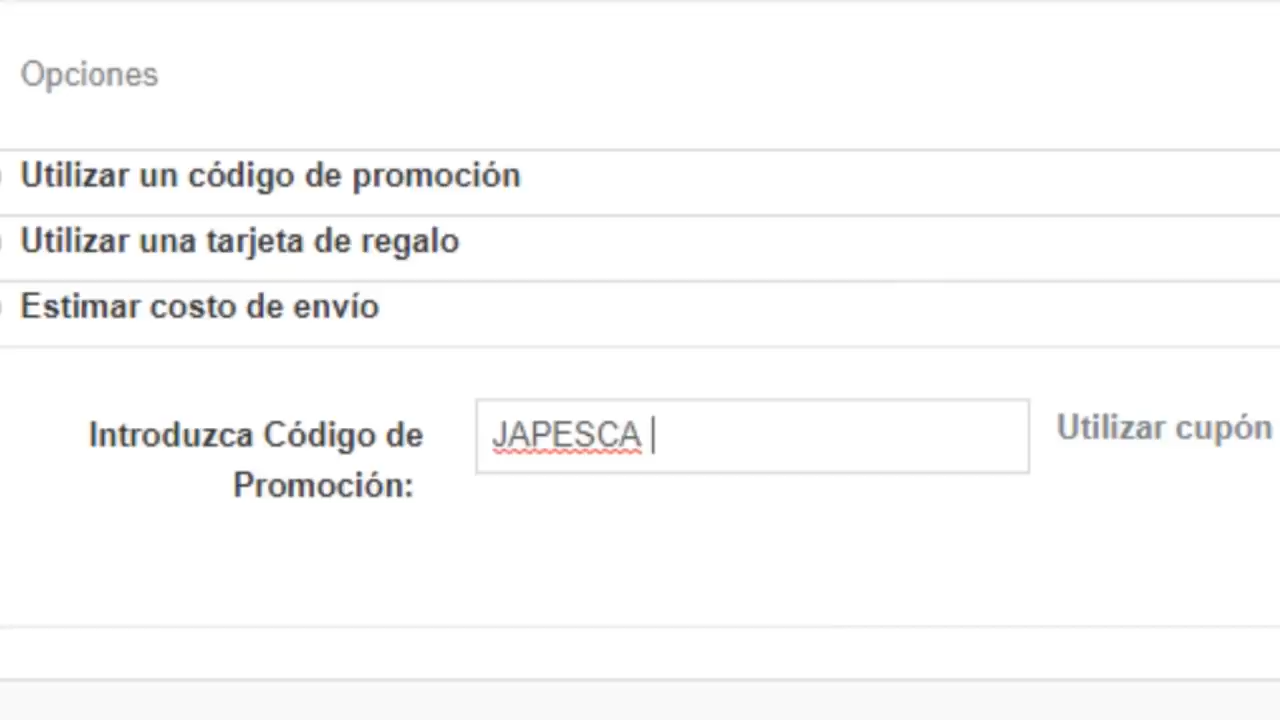 Opciones
Utilizar un código de promoción
Utilizar una tarjeta de regalo
Estimar costo de envío
Introduzca Código de
Promoción:
JAPESCA
Utilizar cupón